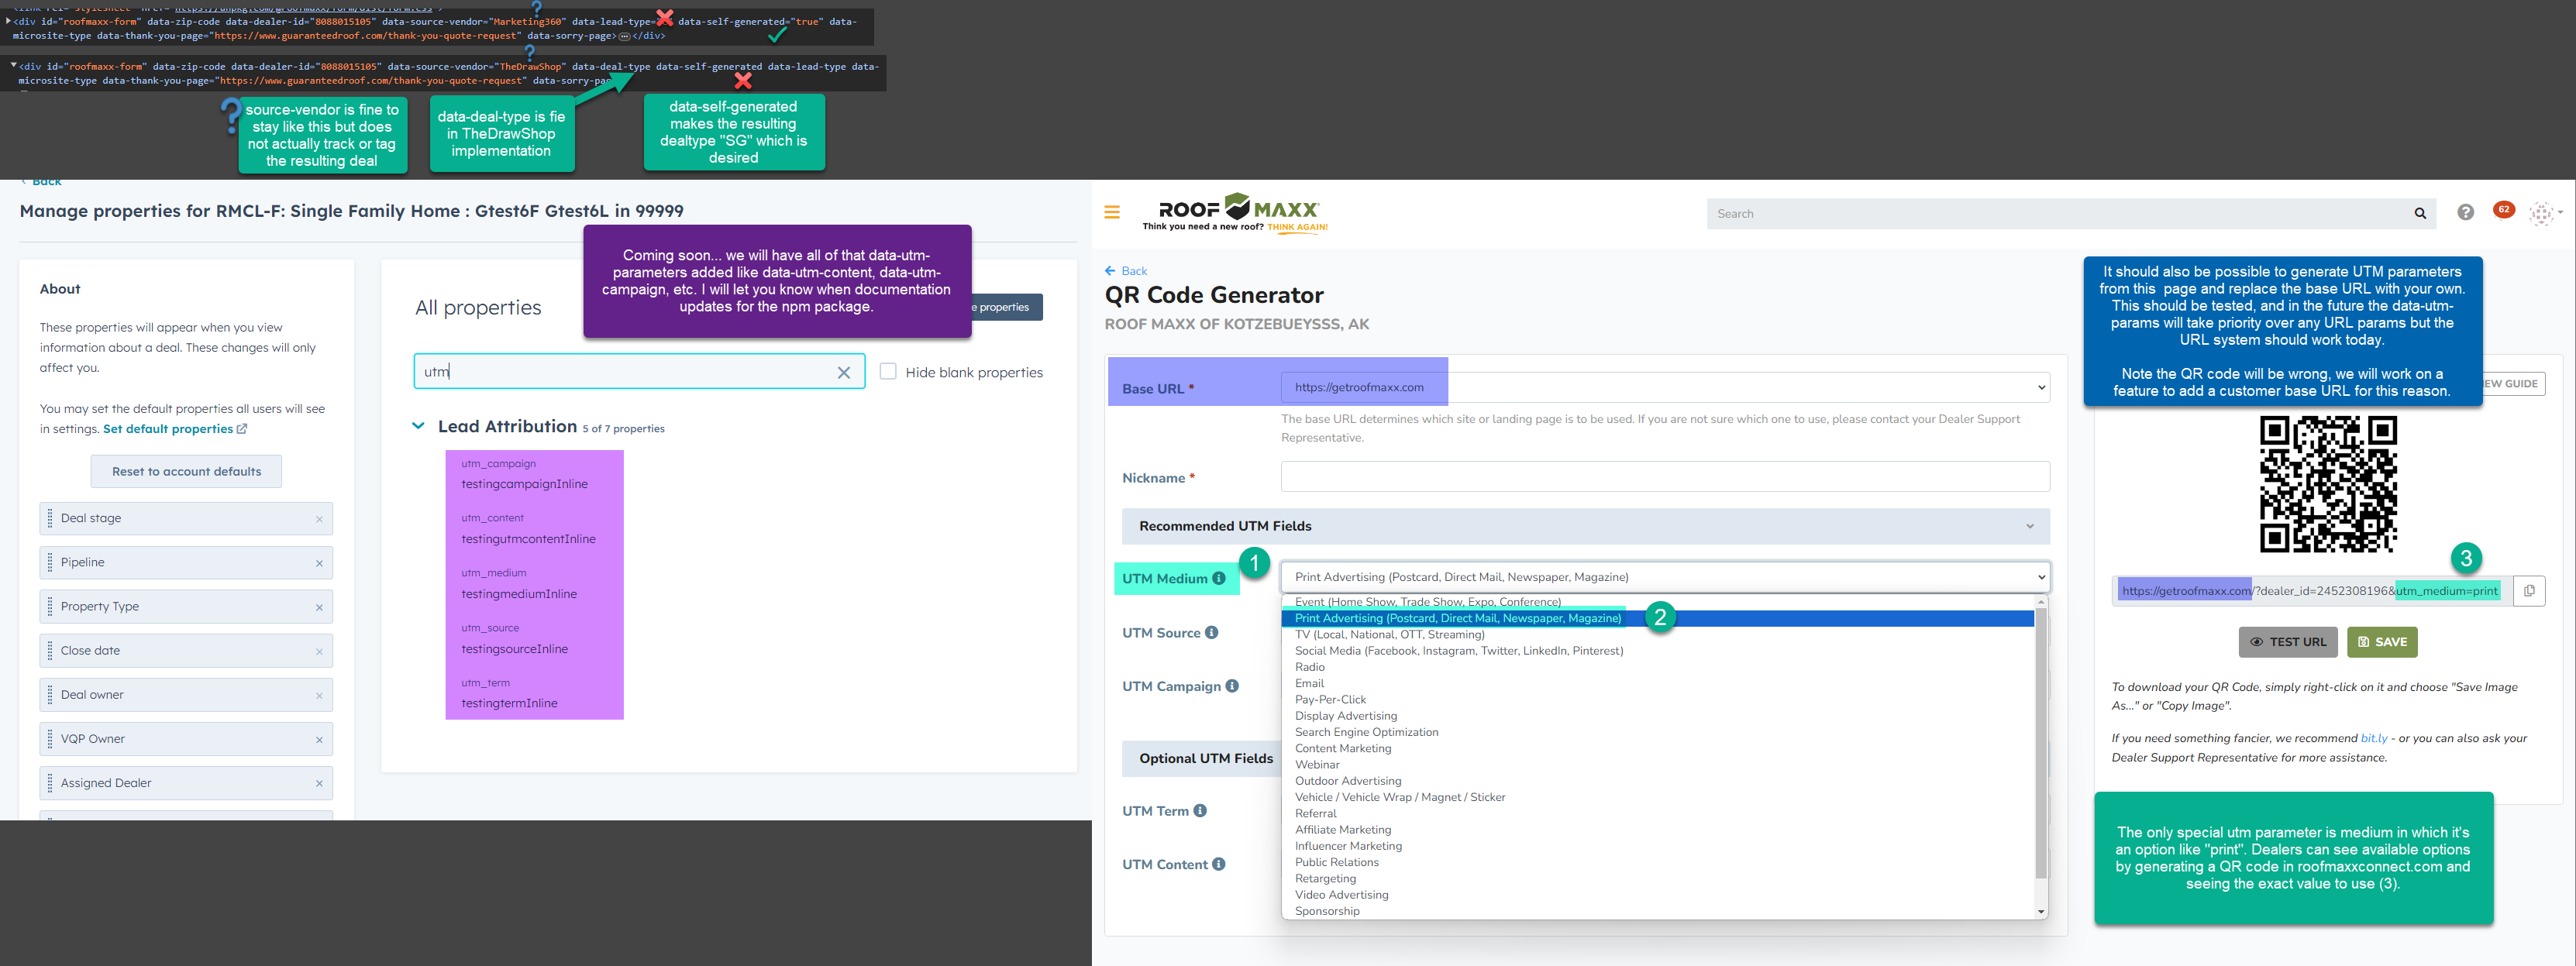 <div id="roofmaxx-form" data-zip-code data-dealer-id="8088015105" data-source-vendor="Marketing360" data-lead-type= data-self-generated="true" data-
microsite-type data-thank-you-page="https://www.guaranteedroof.com/thank-you-quote-request" data-sorry-page></div>
<div id="roofmaxx-form" data-zip-code data-dealer-id="8088015105" data-source-vendor="TheDrawShop" data-deal-type data-self-generated data-lead-type data-
microsite-type data-thank-you-page="https://www.guaranteedroof.com/thank-you-quote-request" data-sorry-pag
source-vendor is fine to
stay like this but does
not actually track or tag
the resulting deal
data-deal-type is fie
in TheDrawShop
implementation
data-self-generated
makes the resulting
dealtype "SG" which is
desired
Back
Manage properties for RMCL-F: Single Family Home : Gtest6F Gtest6L in 99999
About
These properties will appear when you view
information about a deal. These changes will only
affect you.
You may set the default properties all users will see
in settings. Set default properties
Reset to account defaults
Deal stage
Pipeline
Property Type
Close date
Deal owner
VQP Owner
Assigned Dealer
Coming soon... we will have all of that data-utm-
parameters added like data-utm-content, data-utm-
campaign, etc. I will let you know when documentation
updates for the npm package.
All properties
e properties
utm
Hide blank properties
Lead Attribution 5 of 7 properties
utm_campaign
testingcampaignInline
utm_content
testingutmcontentInline
utm_medium
testingmediumInline
utm_source
testingsourceInline
utm_term
testingtermInline
ROOF MAXX
Think you need a new roof? THINK AGAIN!
Search
62
Back
QR Code Generator
ROOF MAXX OF KOTZEBUEYSSS, AK
Base URL *
https://getroofmaxx.com
The base URL determines which site or landing page is to be used. If you are not sure which one to use, please contact your Dealer Support
Representative.
Nickname *
Recommended UTM Fields
UTM Medium
1
Print Advertising (Postcard, Direct Mail, Newspaper, Magazine)
Event (Home Show, Trade Show, Expo, Conference)
Print Advertising (Postcard, Direct Mail, Newspaper, Magazine)
2
TV (Local, National, OTT, Streaming)
Social Media (Facebook, Instagram, Twitter, LinkedIn, Pinterest)
Radio
Email
Pay-Per-Click
Display Advertising
Search Engine Optimization
Content Marketing
Webinar
Outdoor Advertising
Vehicle / Vehicle Wrap / Magnet / Sticker
Referral
Affiliate Marketing
Influencer Marketing
Public Relations
Retargeting
Video Advertising
Sponsorship
UTM Source
UTM Campaign
Optional UTM Fields
UTM Term
UTM Content
It should also be possible to generate UTM parameters
from this page and replace the base URL with your own.
This should be tested, and in the future the data-utm-
params will take priority over any URL params but the
URL system should work today.
Note the QR code will be wrong, we will work on a
feature to add a customer base URL for this reason.
EW GUIDE
3
https://getroofmaxx.com/?dealer_id=2452308196&utm_medium=print
TEST URL
SAVE
To download your QR Code, simply right-click on it and choose "Save Image
As..." or "Copy Image".
If you need something fancier, we recommend bit.ly - or you can also ask your
Dealer Support Representative for more assistance.
The only special utm parameter is medium in which it's
an option like "print". Dealers can see available options
by generating a QR code in roofmaxxconnect.com and
seeing the exact value to use (3).